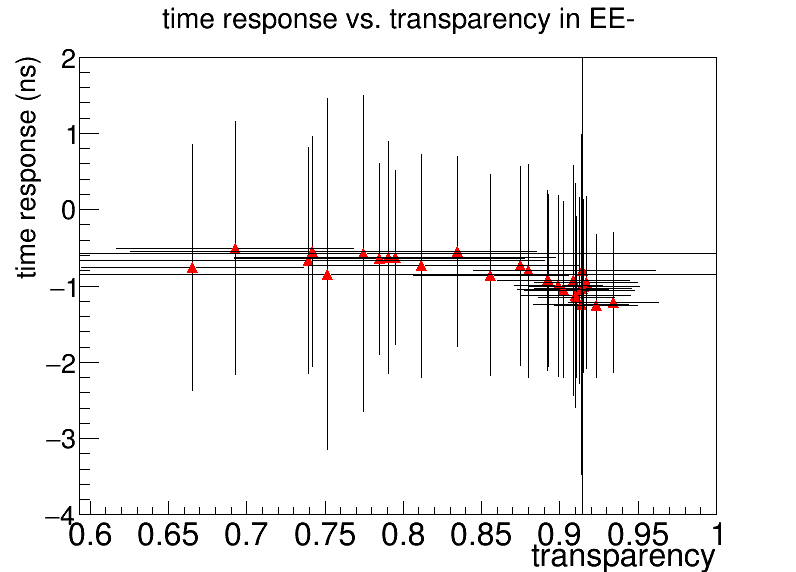 time response vs. transparency in EE-
time response (ns)
2
1
0
−1
−2
−3
−4
0.6 0.65 0.7 0.75 0.8 0.85 0.9 0.95 1
transparency